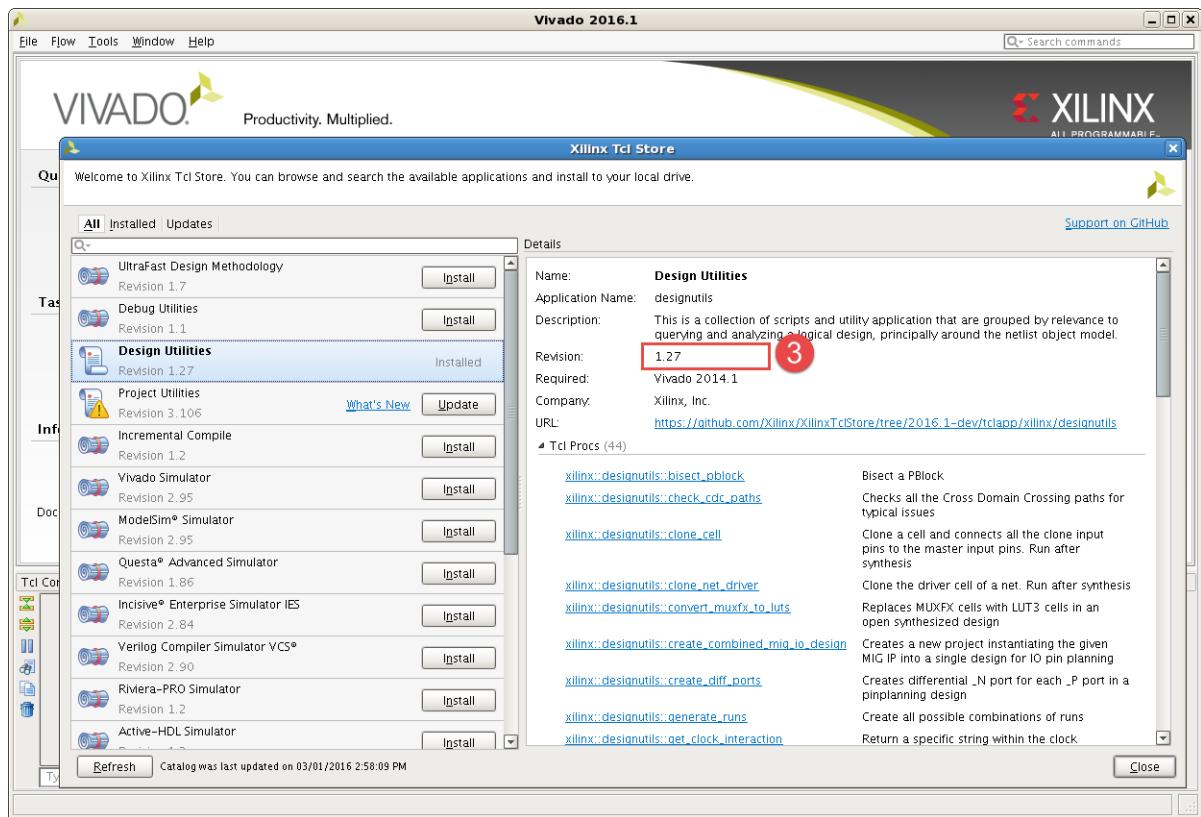 Vivado 2016.1
File Flow Tools Window Help
Search commands
VIVADO.
Productivity. Multiplied.
XILINX
ALL PROGRAMMABLE
Xilinx Tcl Store
Qu
Welcome to Xilinx Tcl Store. You can browse and search the available applications and install to your local drive.
All Installed Updates
Support on GitHub
Details
UltraFast Design Methodology
Revision 1.7
Install
Debug Utilities
Revision 1.1
Install
Design Utilities
Revision 1.27
Installed
Project Utilities
Revision 3.106
What's New
Update
Incremental Compile
Revision 1.2
Install
Vivado Simulator
Revision 2.95
Install
ModelSim® Simulator
Revision 2.95
Install
Questa® Advanced Simulator
Revision 1.86
Install
Incisive® Enterprise Simulator IES
Revision 2.84
Install
Verilog Compiler Simulator VCS®
Revision 2.90
Install
Riviera-PRO Simulator
Revision 1.2
Install
Active-HDL Simulator
Install
Name: Design Utilities
Application Name: designutils
Description: This is a collection of scripts and utility application that are grouped by relevance to
querying and analyzing a logical design, principally around the netlist object model.
Revision: 1.27
3
Required: Vivado 2014.1
Company: Xilinx, Inc.
URL: https://github.com/Xilinx/XilinxTclStore/tree/2016.1-dev/tclapp/xilinx/designutils
Tcl Procs (44)
xilinx::designutils::bisect_pblock Bisect a PBlock
xilinx::designutils::check_cdc_paths Checks all the Cross Domain Crossing paths for
typical issues
xilinx::designutils::clone_cell Clone a cell and connects all the clone input
pins to the master input pins. Run after
synthesis
xilinx::designutils::clone_net_driver Clone the driver cell of a net. Run after synthesis
xilinx::designutils::convert_muxfx_to_luts Replaces MUXFX cells with LUT3 cells in an
open synthesized design
xilinx::designutils::create_combined_mig_io_design Creates a new project instantiating the given
MIG IP into a single design for IO pin planning
xilinx::designutils::create_diff_ports Creates differential _N port for each _P port in a
pinplanning design
xilinx::designutils::generate_runs Create all possible combinations of runs
xilinx::designutils::get_clock_interaction Return a specific string within the clock
Tas
Inf
Doc
Tcl Cor
Ty
Refresh
Catalog was last updated on 03/01/2016 2:58:09 PM
Close